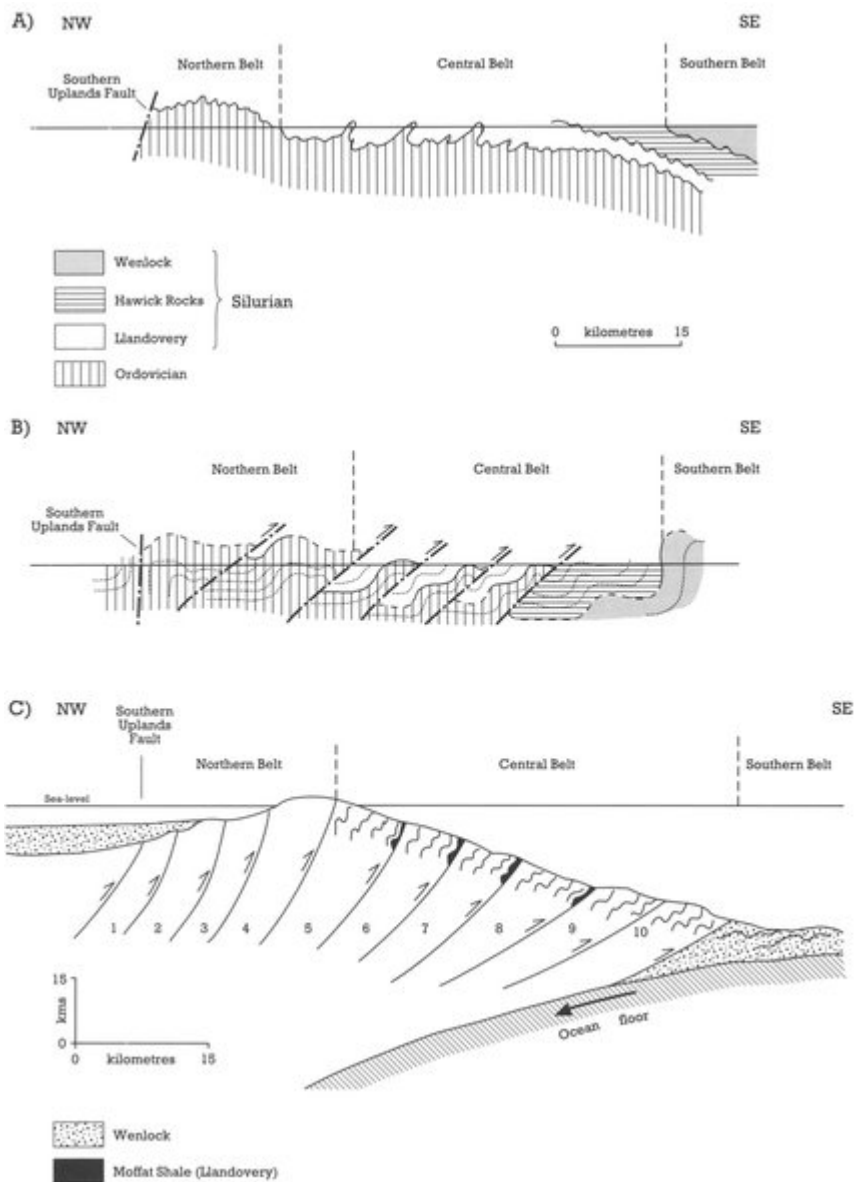 A) NW SE
Northern Belt Central Belt Southern Belt
Southern
Uplands Fault
Wenlock
Hawick Rocks
Silurian
Llandovery
Ordovician
0 kilometres 15
B) NW SE
Northern Belt Central Belt Southern Belt
Southern
Uplands Fault
C) NW SE
Southern
Uplands
Fault
Northern Belt Central Belt Southern Belt
Sea-level
1 2 3 4 5 6 7 8 9 10
Ocean floor
15
kms
0
0 kilometres 15
Wenlock
Moffat Shale (Llandovery)